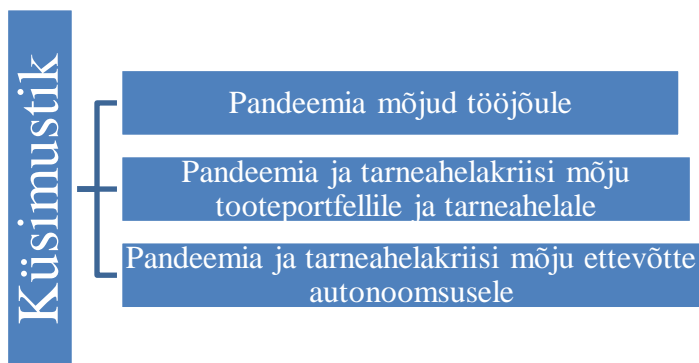 Küsimustik
Pandeemia mõjud tööjõule
Pandeemia ja tarneahelakriisi mõju
tooteportfellile ja tarneahelale
Pandeemia ja tarneahelakriisi mõju ettevõtte
autonoomsusele